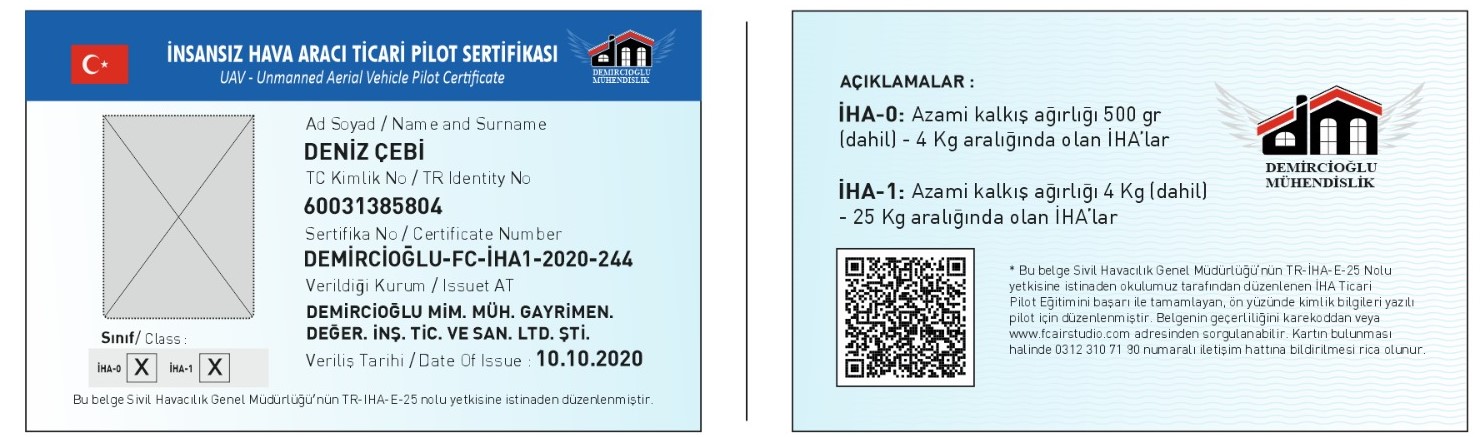 İNSANSIZ HAVA ARACI TİCARİ PİLOT SERTİFİKASI
UAV - Unmanned Aerial Vehicle Pilot Certificate
DEMİRCİOĞLU
MÜHENDİSLİK
Ad Soyad / Name and Surname
DENİZ ÇEBİ
TC Kimlik No / TR Identity No
60031385804
Sertifika No / Certificate Number
DEMİRCİOĞLU-FC-İHA1-2020-244
Verildiği Kurum / Issuet AT
DEMİRCİOĞLU MİM. MÜH. GAYRİMEN.
DEĞER. İNŞ. TİC. VE SAN. LTD. ŞTİ.
Veriliş Tarihi / Date Of Issue : 10.10.2020
Sınıf/ Class :
İHA-0 X İHA-1 X
Bu belge Sivil Havacılık Genel Müdürlüğü'nün TR-IHA-E-25 nolu yetkisine istinaden düzenlenmiştir.
AÇIKLAMALAR :
İHA-0: Azami kalkış ağırlığı 500 gr
(dahil) - 4 Kg aralığında olan İHA'lar
İHA-1: Azami kalkış ağırlığı 4 Kg (dahil)
- 25 Kg aralığında olan İHA'lar
DEMİRCİOĞLU
MÜHENDİSLİK
* Bu belge Sivil Havacılık Genel Müdürlüğü'nün TR-İHA-E-25 Nolu
yetkisine istinaden okulumuz tarafından düzenlenen İHA Ticari
Pilot Eğitimini başarı ile tamamlayan, ön yüzünde kimlik bilgileri yazılı
pilot için düzenlenmiştir. Belgenin geçerliliğini karekoddan veya
www.fcairstudio.com adresinden sorgulanabilir. Kartın bulunması
halinde 0312 310 71 90 numaralı iletişim hattına bildirilmesi rica olunur.